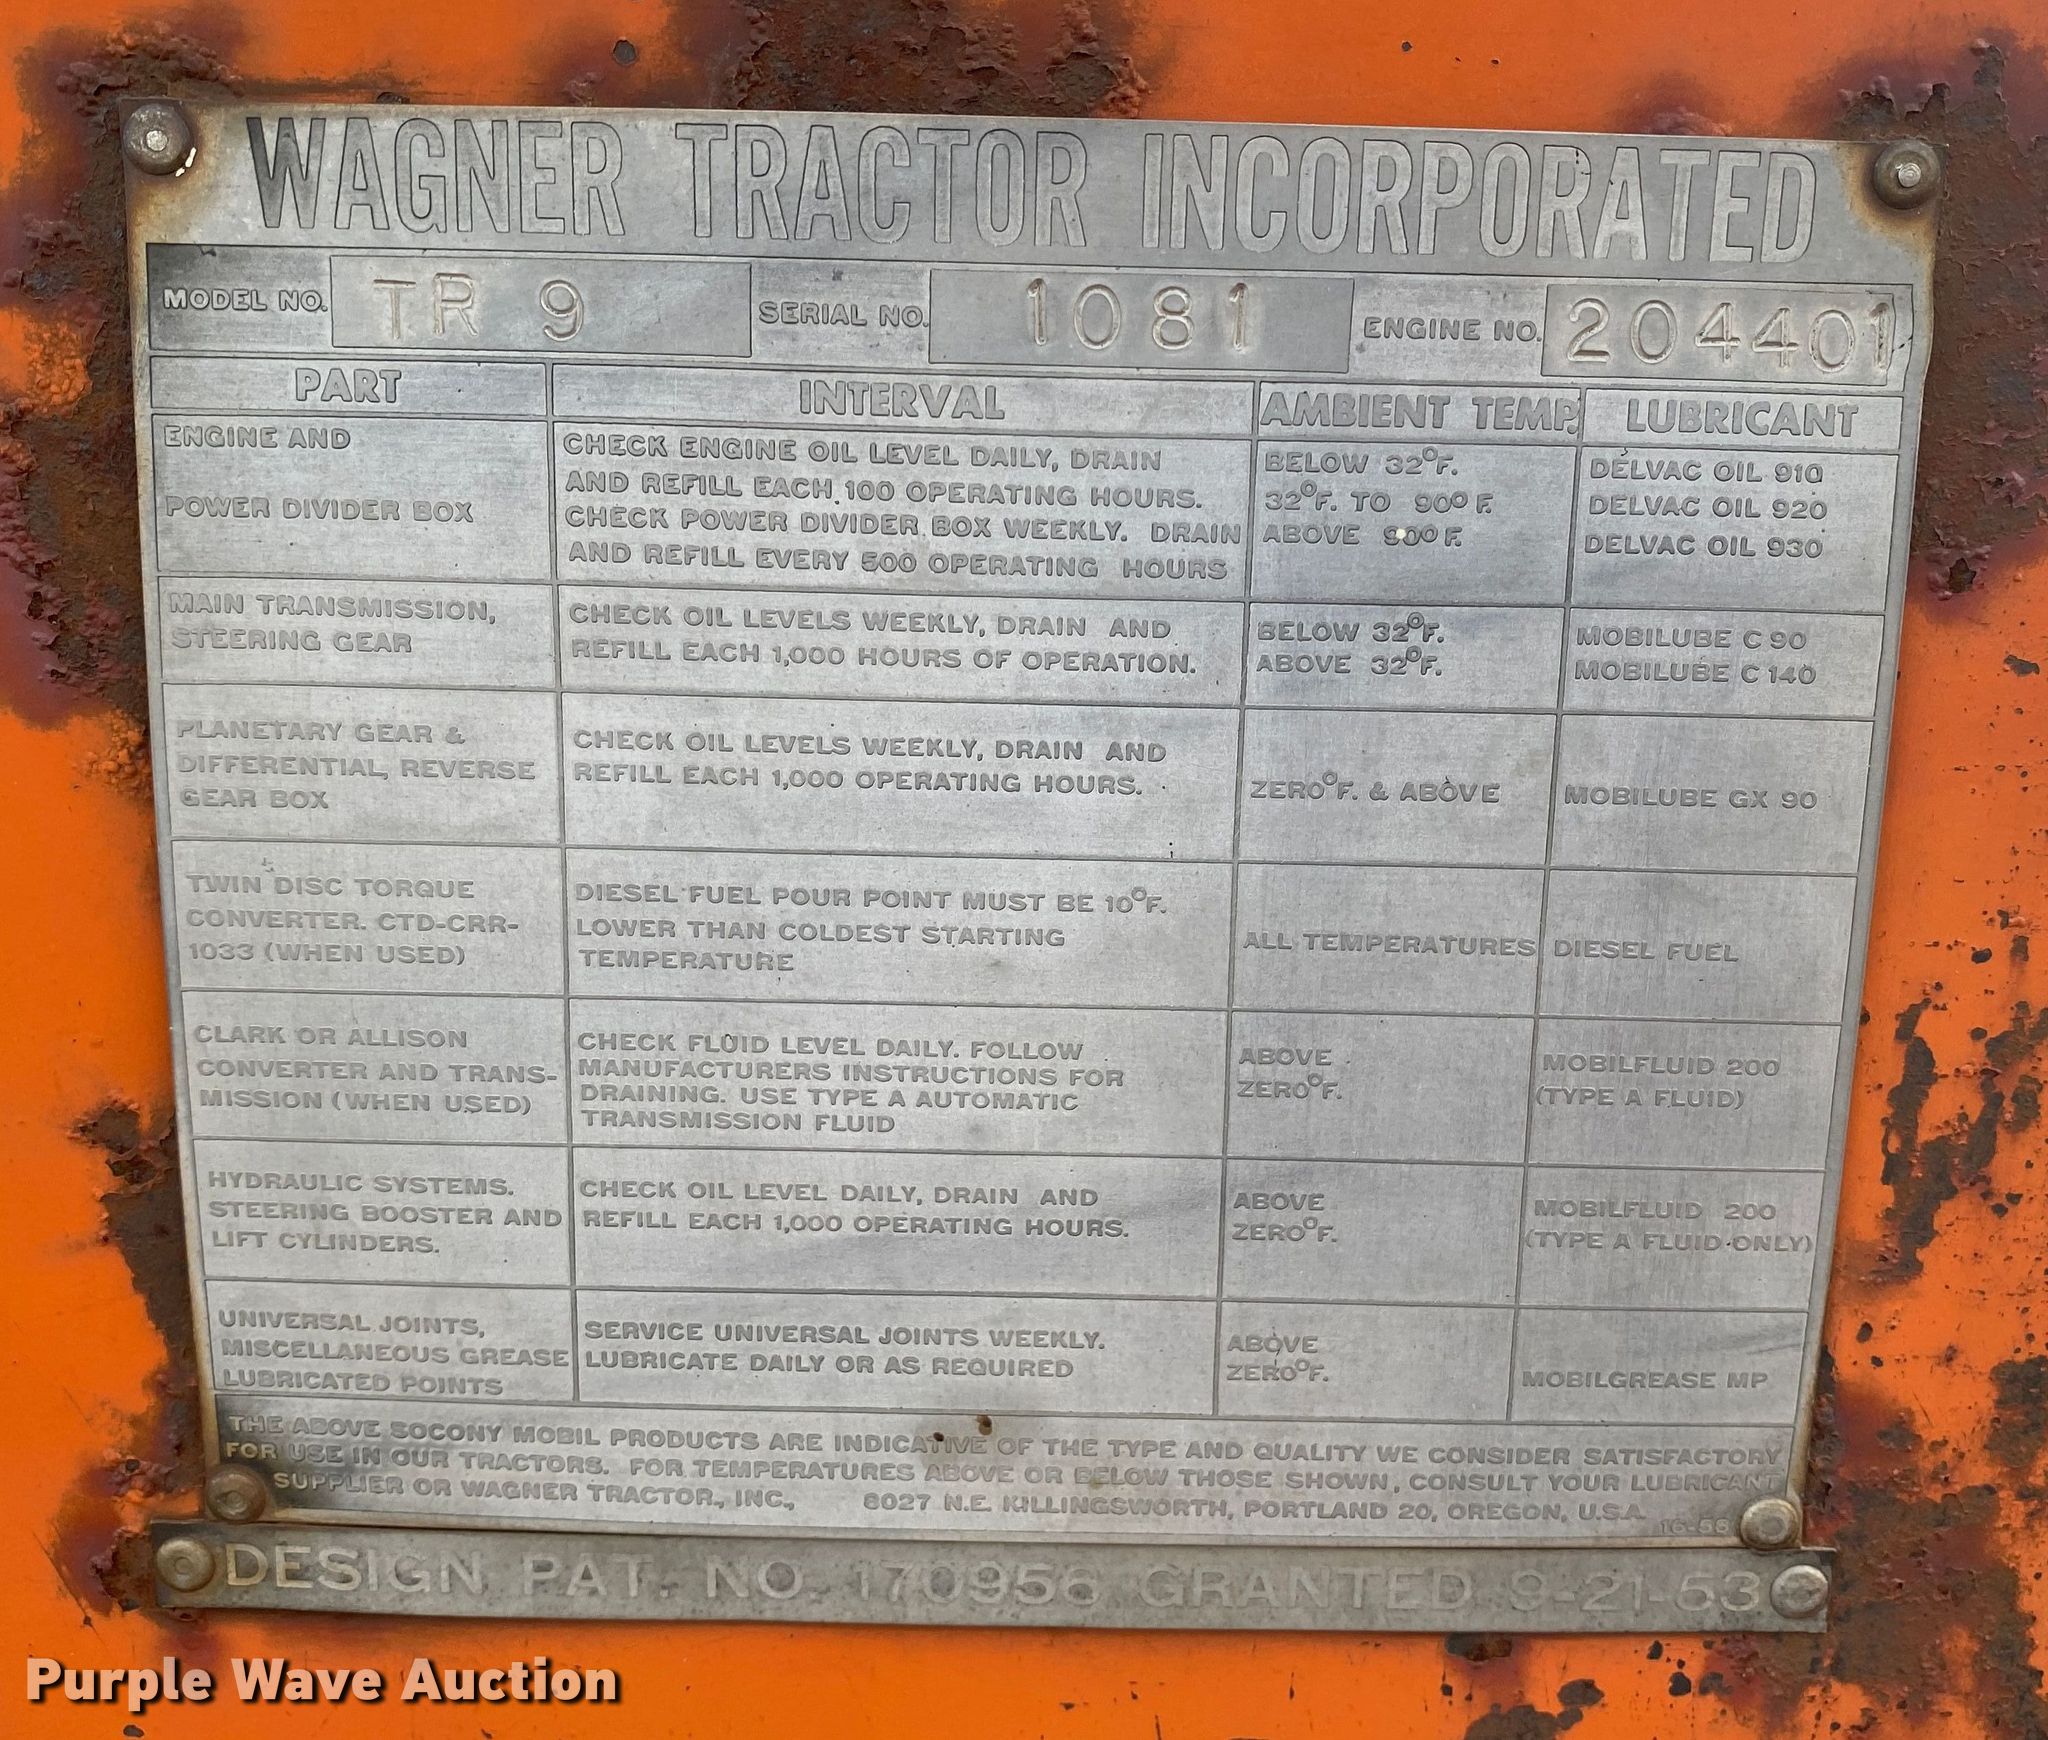 WAGNER TRACTOR INCORPORATED
MODEL NO. TR 9 SERIAL NO. 1081 ENGINE NO. 204401
PART INTERVAL AMBIENT TEMP. LUBRICANT
ENGINE AND
POWER DIVIDER BOX
CHECK ENGINE OIL LEVEL DAILY, DRAIN
AND REFILL EACH 100 OPERATING HOURS.
CHECK POWER DIVIDER BOX WEEKLY. DRAIN
AND REFILL EVERY 500 OPERATING HOURS
BELOW 32°F.
32°F. TO 90° F.
ABOVE 90° F.
DELVAC OIL 910
DELVAC OIL 920
DELVAC OIL 930
MAIN TRANSMISSION,
STEERING GEAR
CHECK OIL LEVELS WEEKLY, DRAIN AND
REFILL EACH 1,000 HOURS OF OPERATION.
BELOW 32°F.
ABOVE 32°F.
MOBILUBE C 90
MOBILUBE C 140
PLANETARY GEAR &
DIFFERENTIAL, REVERSE
GEAR BOX
CHECK OIL LEVELS WEEKLY, DRAIN AND
REFILL EACH 1,000 OPERATING HOURS.
ZERO°F. & ABOVE
MOBILUBE GX 90
TWIN DISC TORQUE
CONVERTER. CTD-CRR-
1033 (WHEN USED)
DIESEL FUEL POUR POINT MUST BE 10°F.
LOWER THAN COLDEST STARTING
TEMPERATURE
ALL TEMPERATURES
DIESEL FUEL
CLARK OR ALLISON
CONVERTER AND TRANS-
MISSION (WHEN USED)
CHECK FLUID LEVEL DAILY. FOLLOW
MANUFACTURERS INSTRUCTIONS FOR
DRAINING. USE TYPE A AUTOMATIC
TRANSMISSION FLUID
ABOVE
ZERO°F.
MOBILFLUID 200
(TYPE A FLUID)
HYDRAULIC SYSTEMS.
STEERING BOOSTER AND
LIFT CYLINDERS.
CHECK OIL LEVEL DAILY, DRAIN AND
REFILL EACH 1,000 OPERATING HOURS.
ABOVE
ZERO°F.
MOBILFLUID 200
(TYPE A FLUID ONLY)
UNIVERSAL JOINTS,
MISCELLANEOUS GREASE
LUBRICATED POINTS
SERVICE UNIVERSAL JOINTS WEEKLY.
LUBRICATE DAILY OR AS REQUIRED
ABOVE
ZERO°F.
MOBILGREASE MP
THE ABOVE SOCONY MOBIL PRODUCTS ARE INDICATIVE OF THE TYPE AND QUALITY WE CONSIDER SATISFACTORY
FOR USE IN OUR TRACTORS. FOR TEMPERATURES ABOVE OR BELOW THOSE SHOWN, CONSULT YOUR LUBRICANT
SUPPLIER OR WAGNER TRACTOR, INC., 8027 N.E. KILLINGSWORTH, PORTLAND 20, OREGON, U.S.A.
DESIGN PAT. NO. 170956 GRANTED 9-21-53
Purple Wave Auction